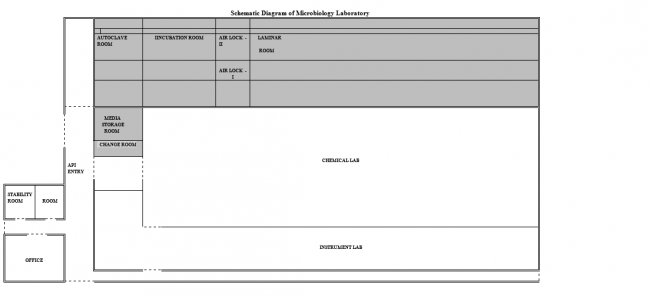 Schematic Diagram of Microbiology Laboratory
AUTOCLAVE
ROOM
INCUBATION ROOM
AIR LOCK -
II
LAMINAR
ROOM
AIR LOCK -
I
MEDIA
STORAGE
ROOM
CHANGE ROOM
API
ENTRY
CHEMICAL LAB
STABILITY
ROOM
ROOM
INSTRUMENT LAB
OFFICE